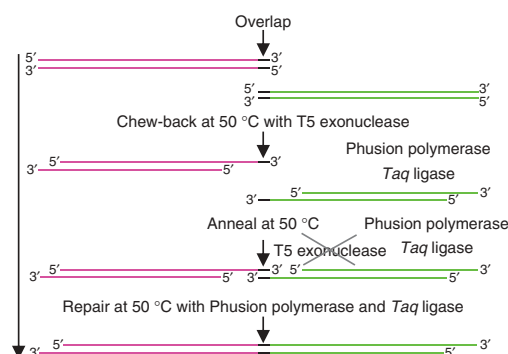 Overlap
5′ 3′
3′ 5′
5′ 3′
3′ 5′
Chew-back at 50 °C with T5 exonuclease
Phusion polymerase
Taq ligase
5′ 3′
3′ 5′
5′ 3′
3′ 5′
Anneal at 50 °C
Phusion polymerase
T5 exonuclease
Taq ligase
5′ 3′ 5′ 3′
3′ 5′ 3′ 5′
Repair at 50 °C with Phusion polymerase and Taq ligase
5′ 3′
3′ 5′